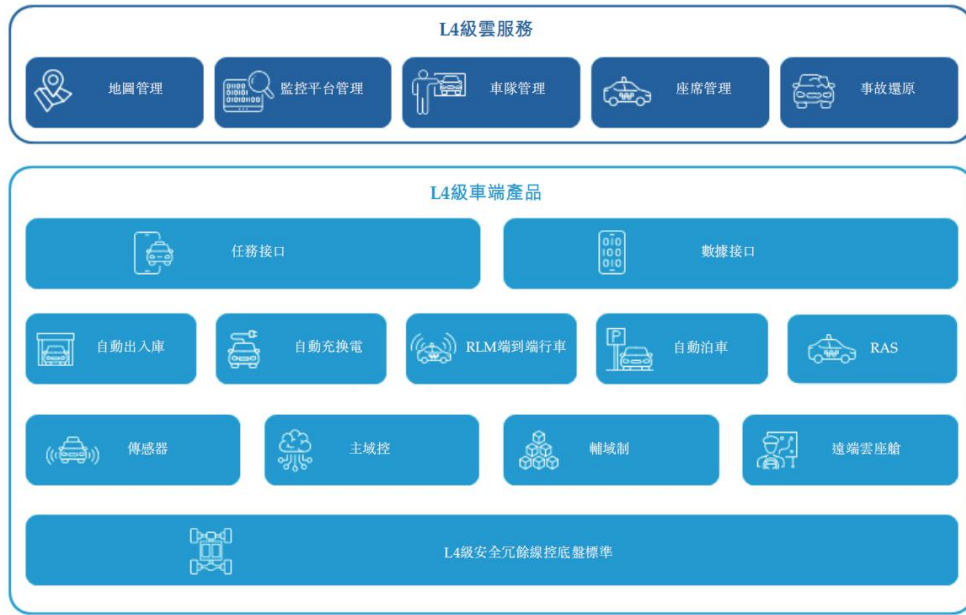 L4級雲服務
地圖管理
監控平台管理
車隊管理
座席管理
事故還原
L4級車端產品
任務接口
數據接口
自動出入庫
自動充換電
RLM端到端行車
自動泊車
RAS
傳感器
主域控
輔域制
遠端雲座艙
L4級安全冗餘線控底盤標準